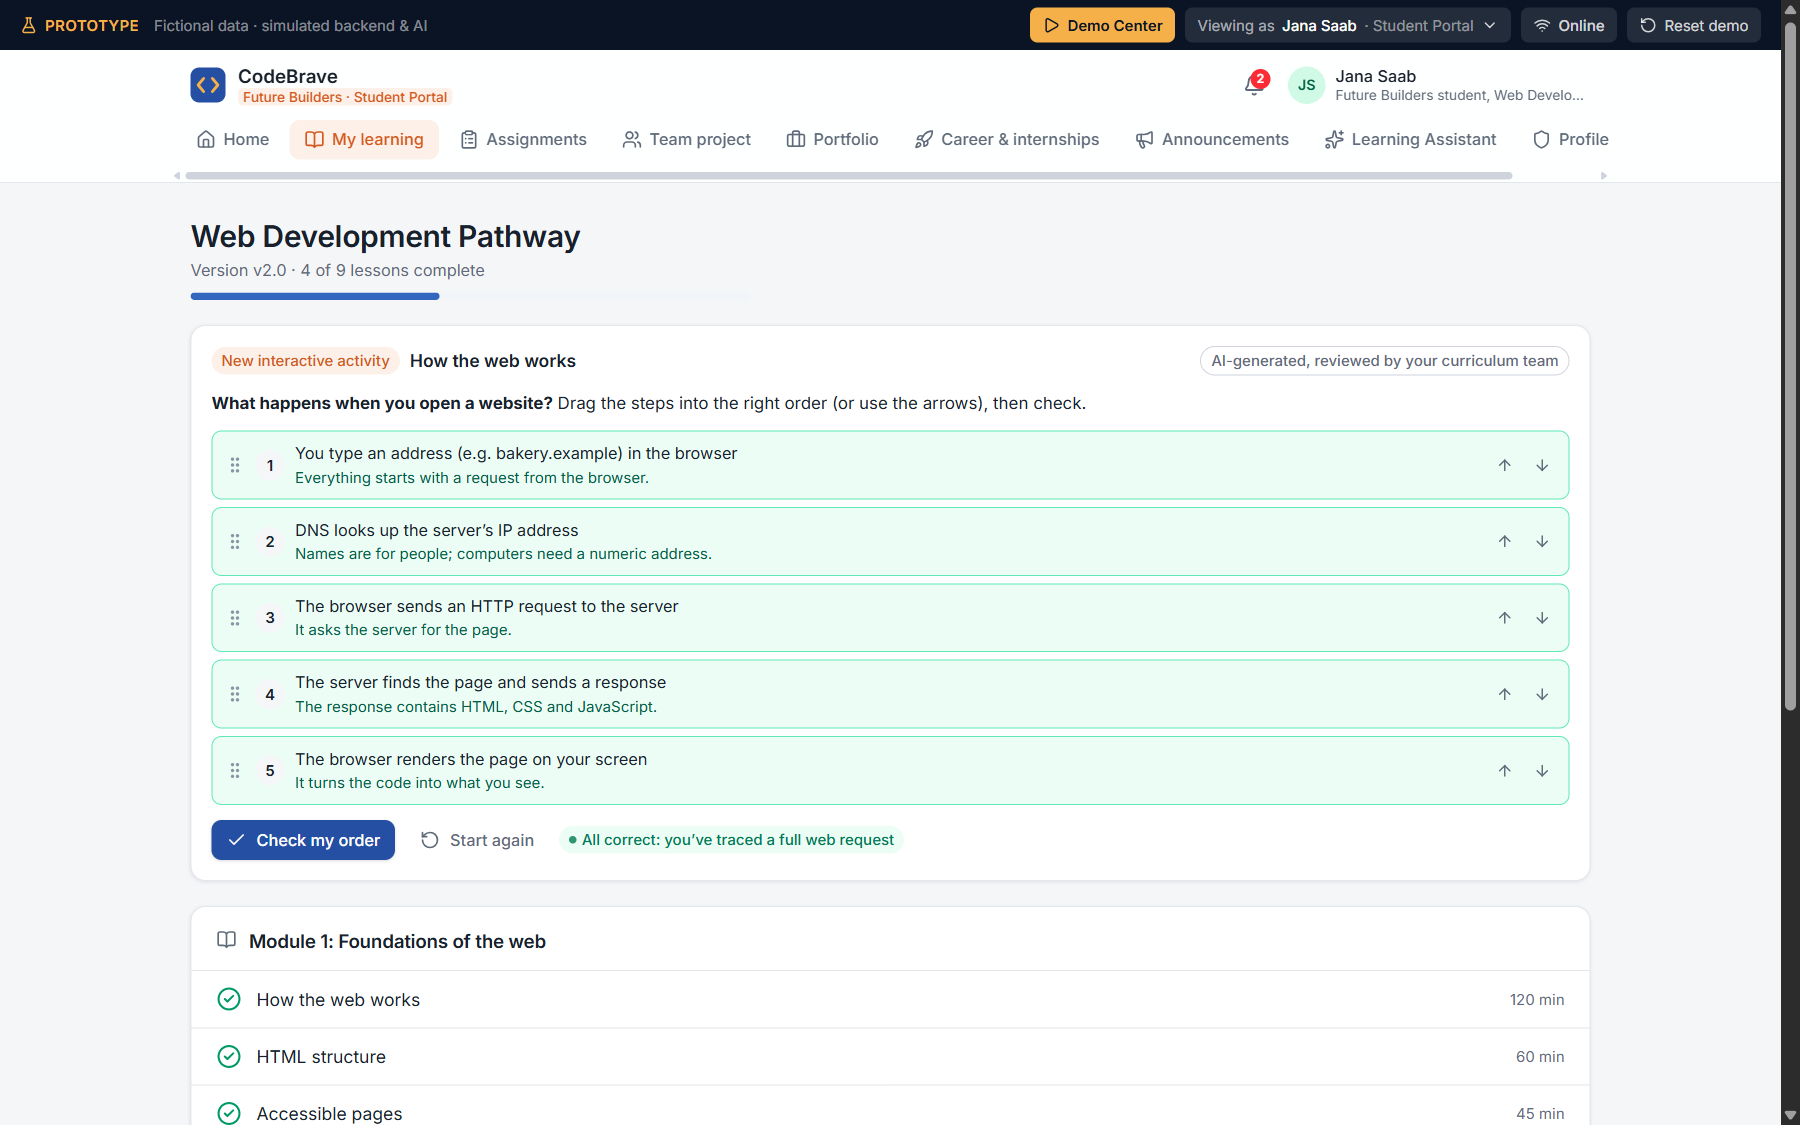 PROTOTYPE Fictional data · simulated backend & AI Demo Center Viewing as Jana Saab · Student Portal Online Reset demo
CodeBrave
Future Builders · Student Portal
2
JS
Jana Saab
Future Builders student, Web Develo...
Home My learning Assignments Team project Portfolio Career & internships Announcements Learning Assistant Profile
Web Development Pathway
Version v2.0 · 4 of 9 lessons complete
New interactive activity How the web works AI-generated, reviewed by your curriculum team
What happens when you open a website? Drag the steps into the right order (or use the arrows), then check.
1 You type an address (e.g. bakery.example) in the browser
Everything starts with a request from the browser.
2 DNS looks up the server’s IP address
Names are for people; computers need a numeric address.
3 The browser sends an HTTP request to the server
It asks the server for the page.
4 The server finds the page and sends a response
The response contains HTML, CSS and JavaScript.
5 The browser renders the page on your screen
It turns the code into what you see.
Check my order Start again All correct: you’ve traced a full web request
Module 1: Foundations of the web
How the web works 120 min
HTML structure 60 min
Accessible pages 45 min